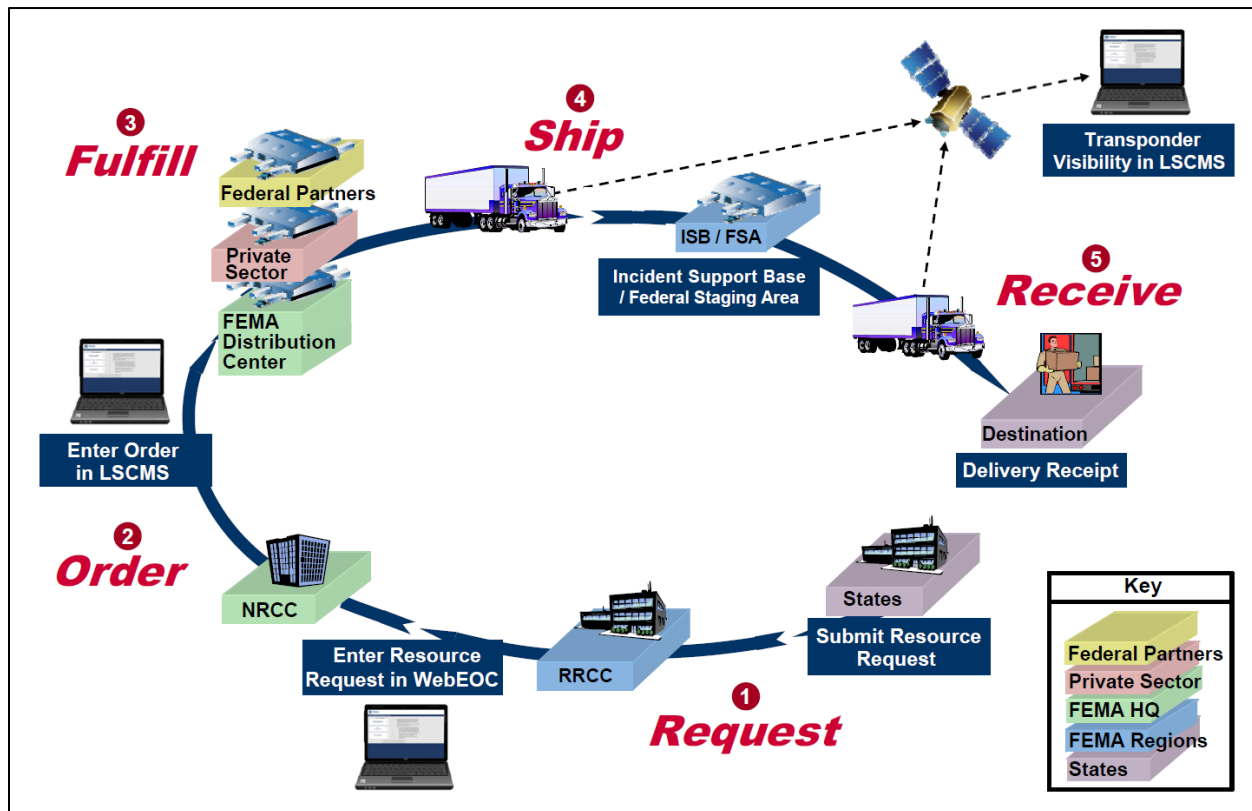 3
Fulfill
Federal Partners
Private
Sector
FEMA
Distribution
Center
4
Ship
ISB / FSA
Incident Support Base
/ Federal Staging Area
Transponder
Visibility in LSCMS
5
Receive
Destination
Delivery Receipt
Enter Order
in LSCMS
2
Order
NRCC
Enter Resource
Request in WebEOC
RRCC
1
Request
States
Submit Resource
Request
Key
Federal Partners
Private Sector
FEMA HQ
FEMA Regions
States